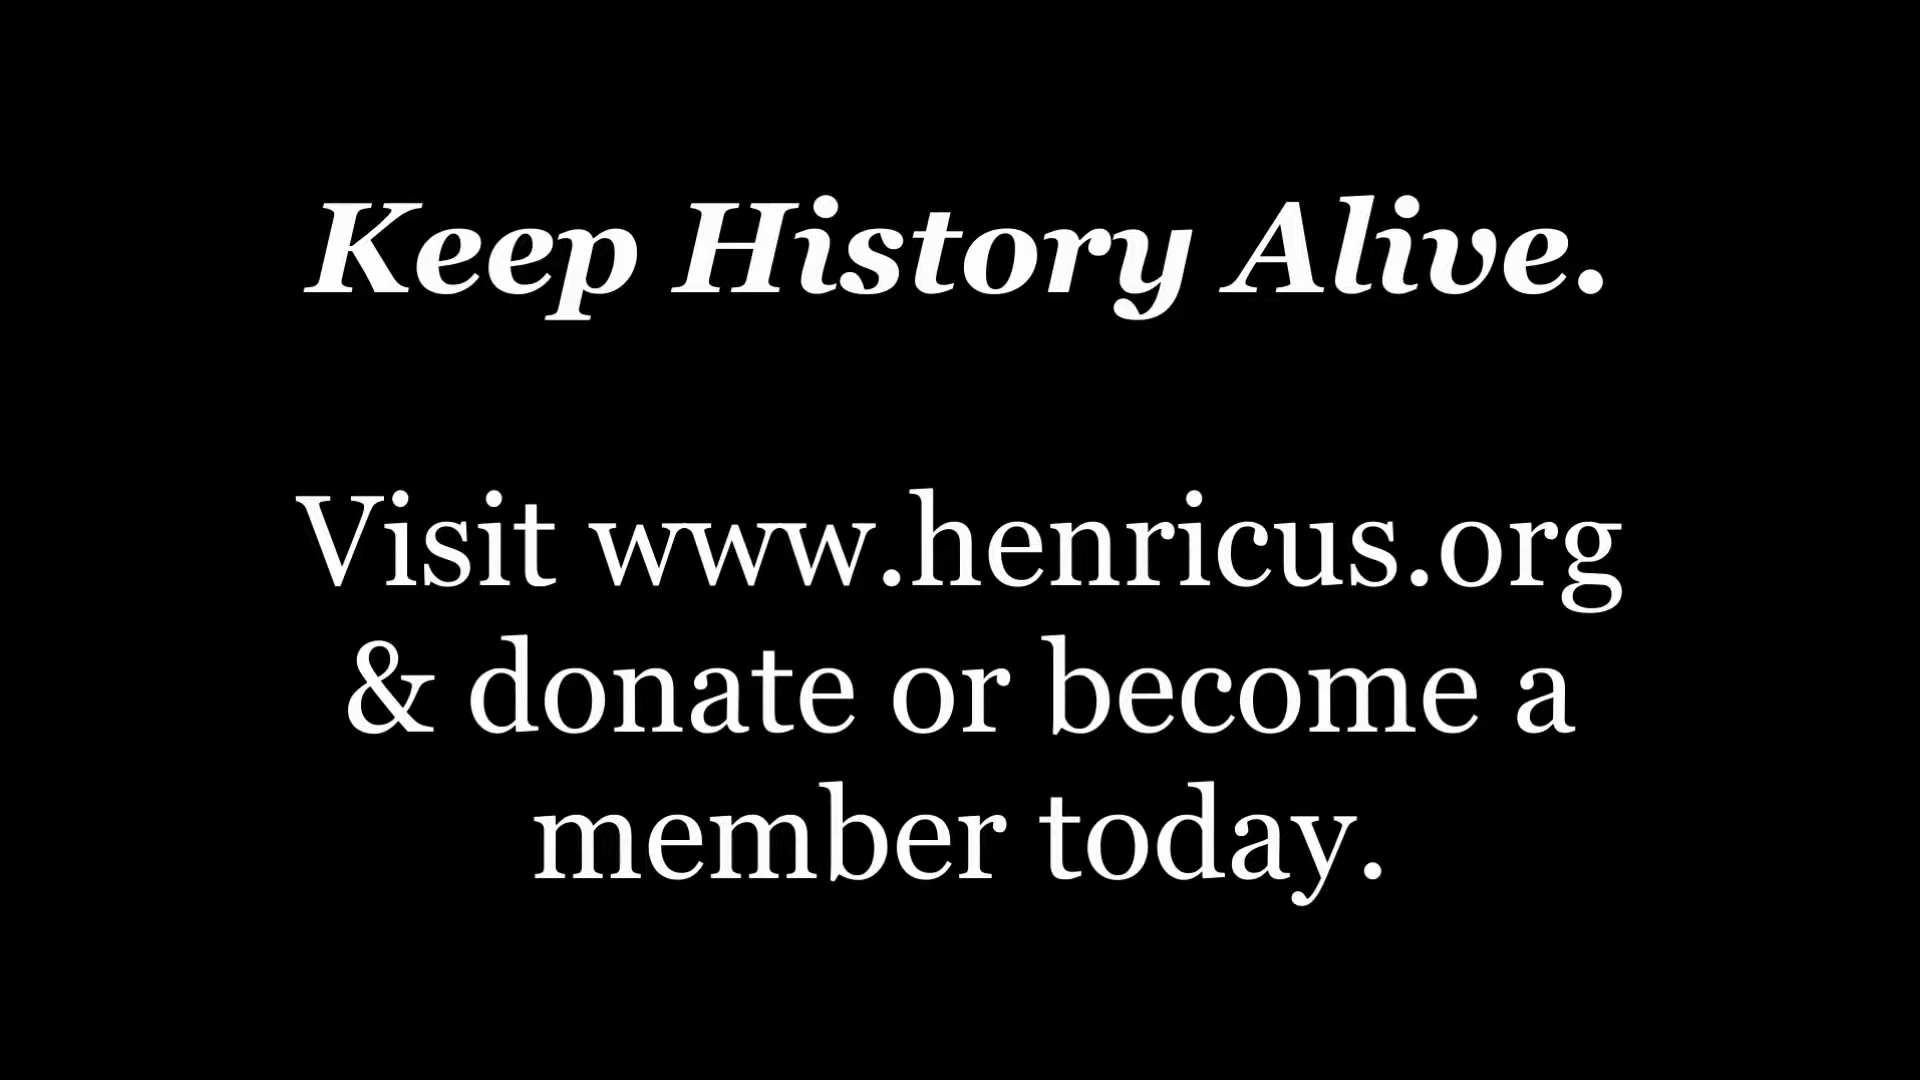 Keep History Alive.
Visit www.henricus.org
& donate or become a
member today.